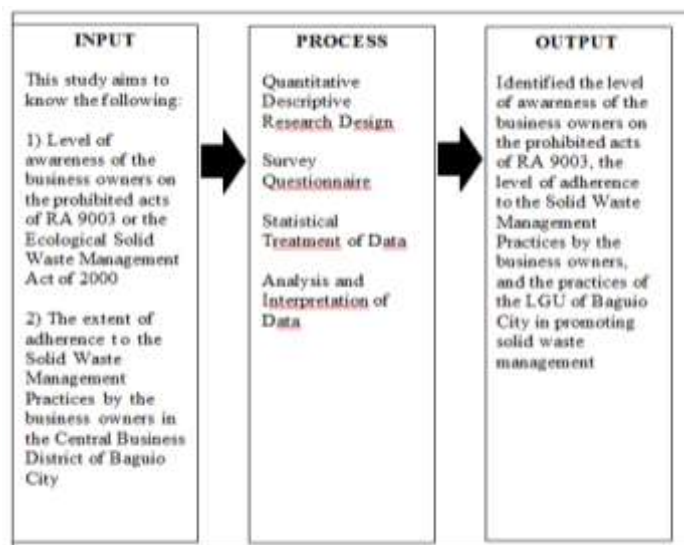 INPUT
This study aims to
know the following:
1) Level of
awareness of the
business owners on
the prohibited acts
of RA 9003 or the
Ecological Solid
Waste Management
Act of 2000
2) The extent of
adherence to the
Solid Waste
Management
Practices by the
business owners in
the Central Business
District of Baguio
City
PROCESS
Quantitative
Descriptive
Research Design
Survey
Questionnaire
Statistical
Treatment of Data
Analysis and
Interpretation of
Data
OUTPUT
Identified the level
of awareness of the
business owners on
the prohibited acts
of RA 9003, the
level of adherence
to the Solid Waste
Management
Practices by the
business owners,
and the practices of
the LGU of Baguio
City in promoting
solid waste
management